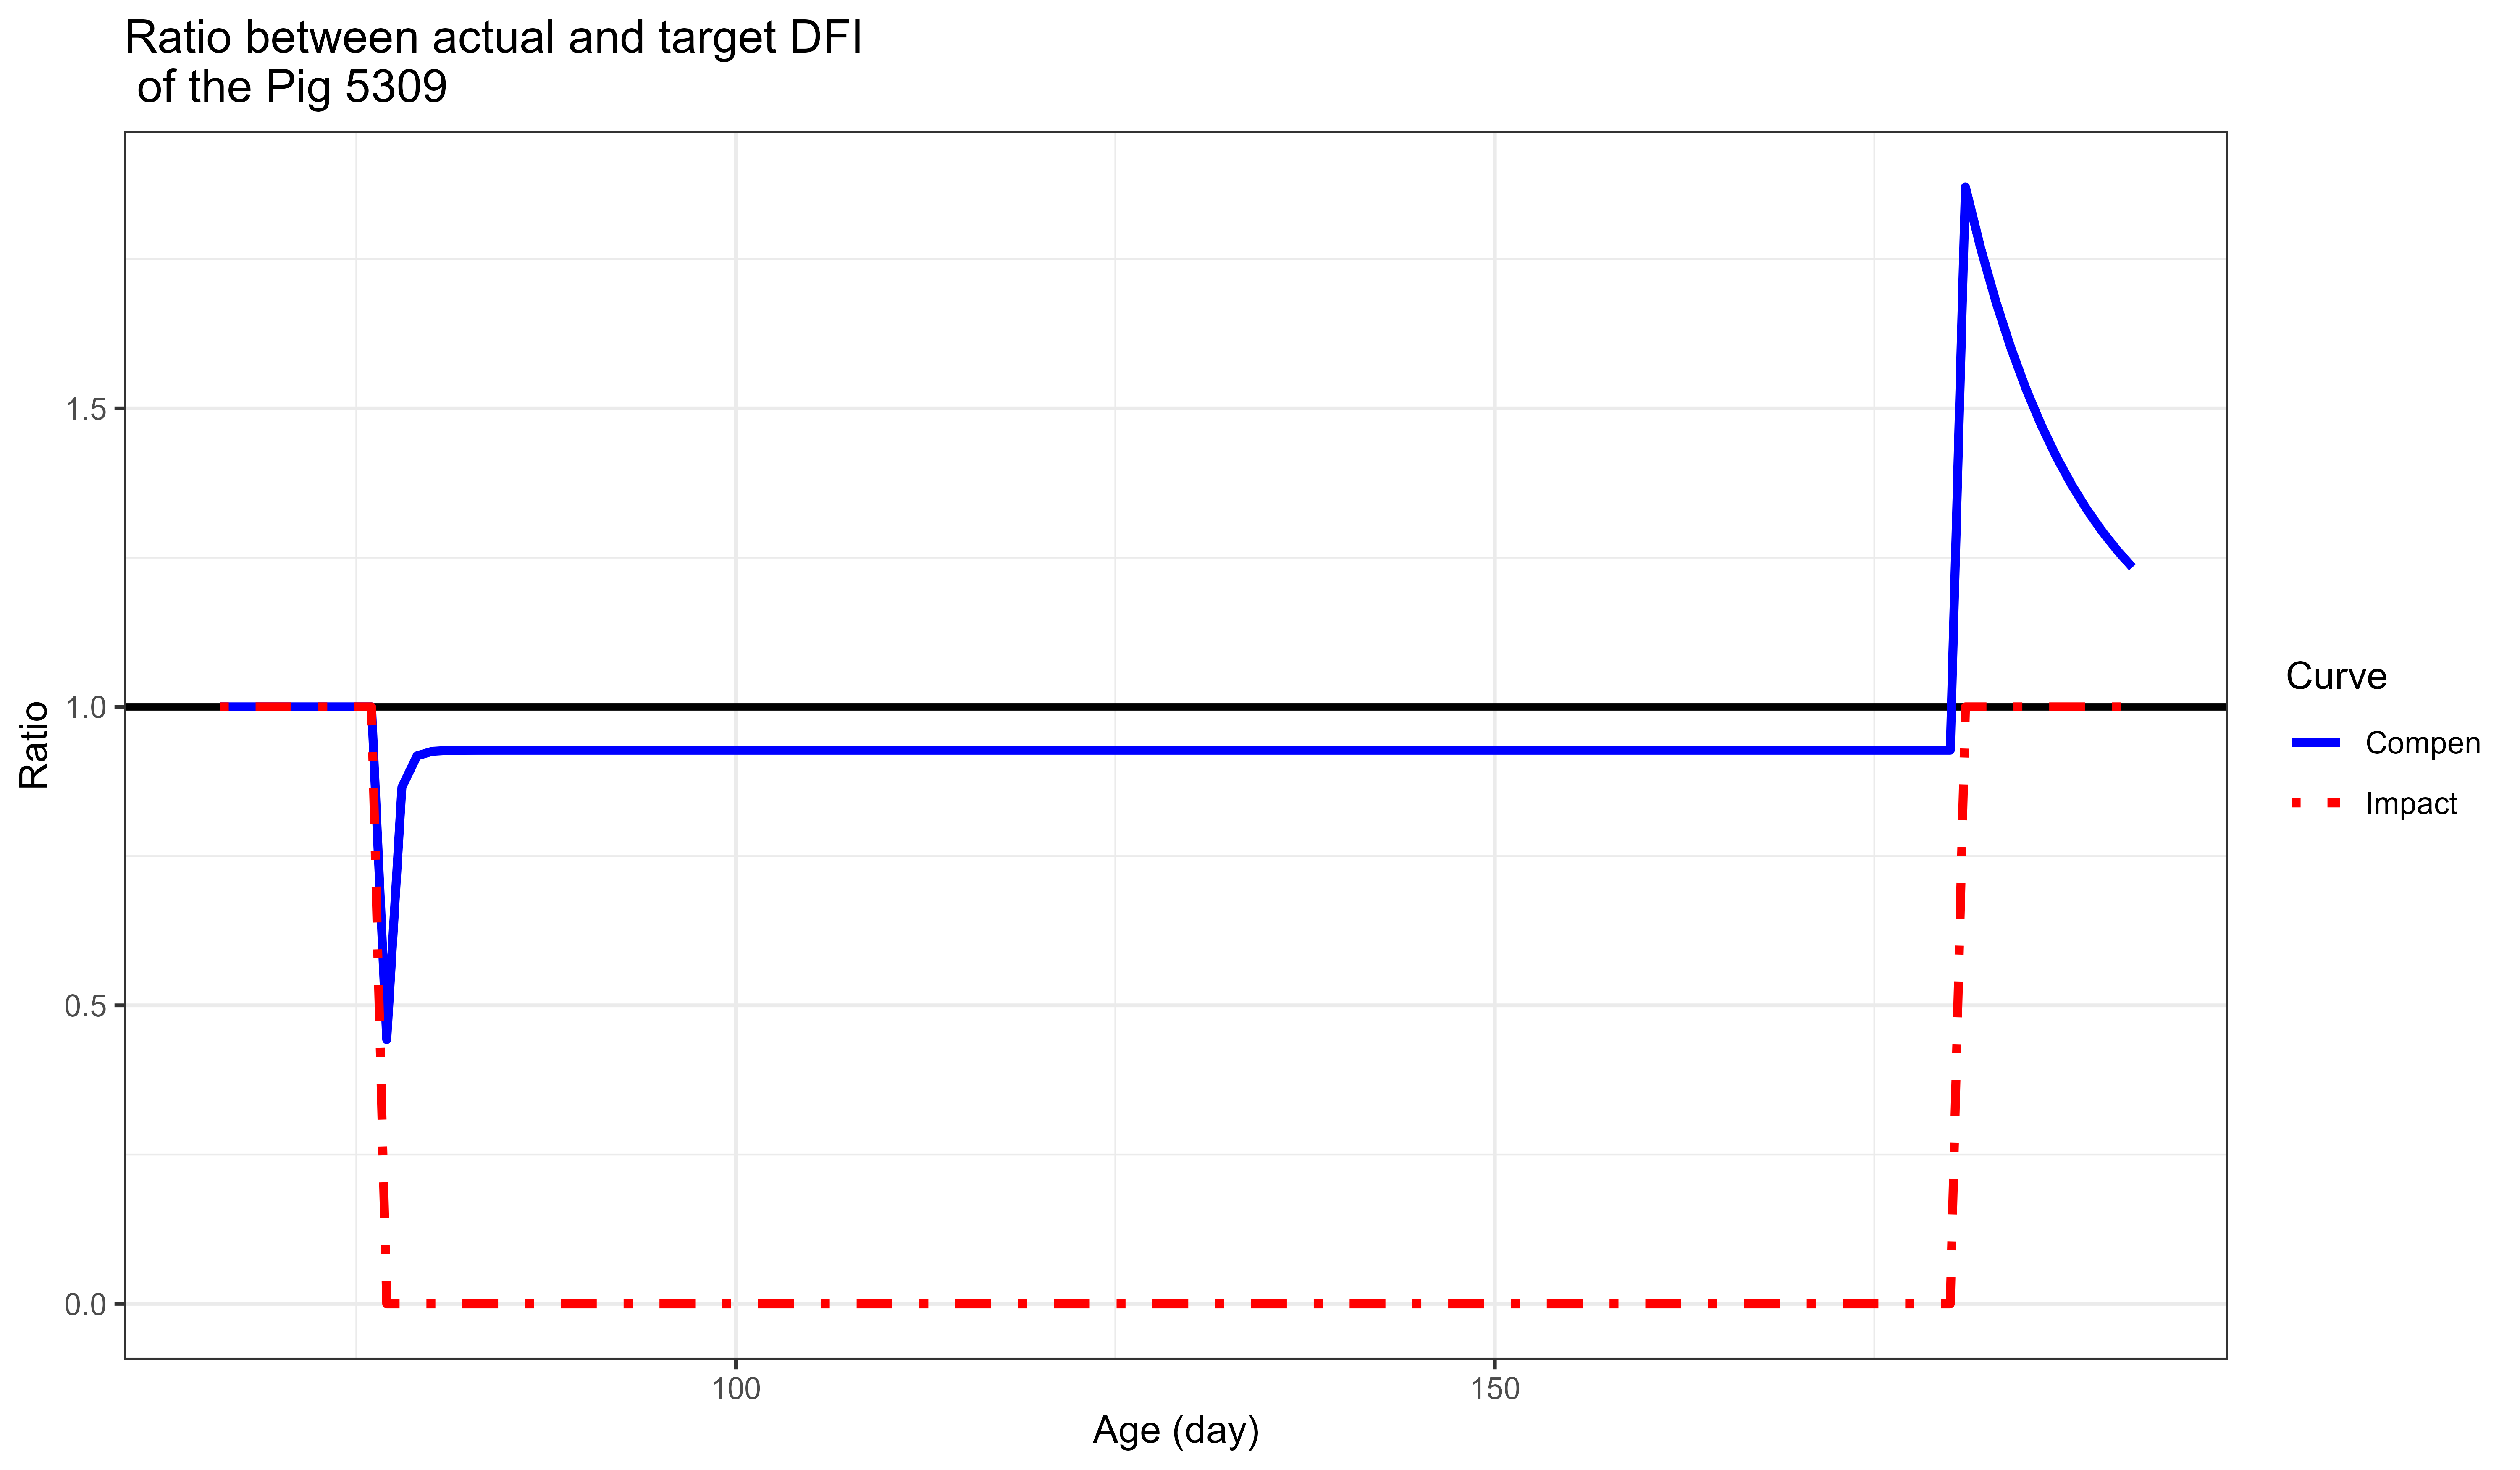 Ratio between actual and target DFI
of the Pig 5309
1.5
1.0
0.5
0.0
Ratio
100
150
Age (day)
Curve
Compen
Impact